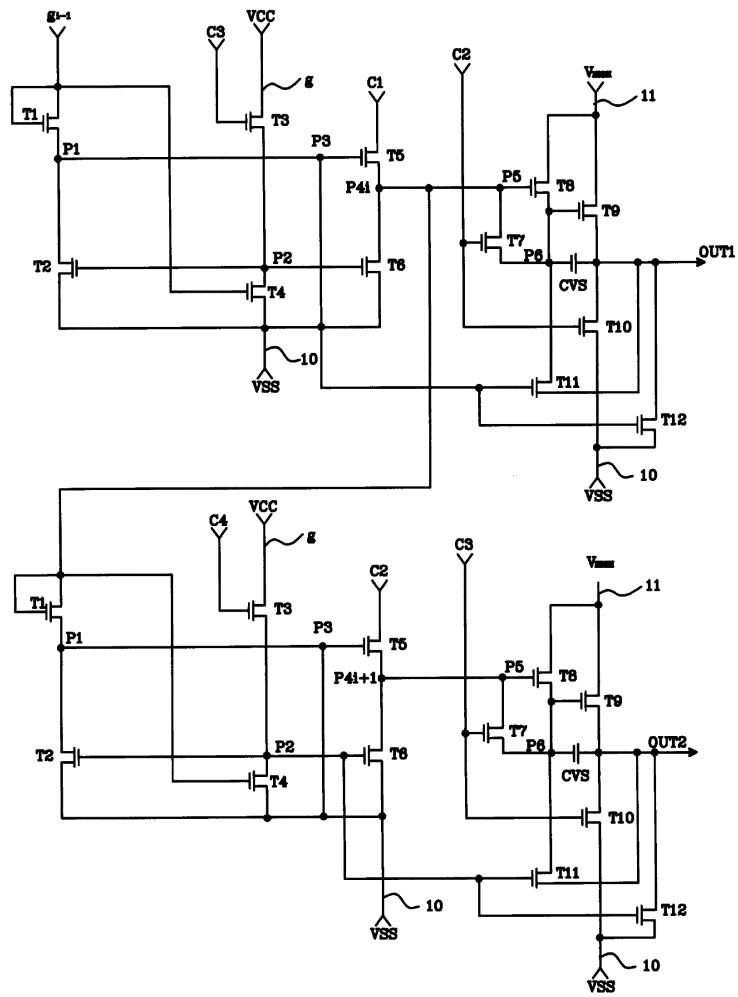 gi-1
VCC
C3
C2
Vmax
g
C1
11
T1
T3
P1
P3
T5
P4i
P5
T8
T9
T7
OUT1
T2
P2
T6
P6
CVS
T4
T10
10
VSS
T11
T12
10
VSS
VCC
C4
g
C3
Vmax
C2
11
T1
T3
P1
P3
T5
P4i+1
P5
T8
T9
T7
OUT2
T2
P2
T6
P6
CVS
T4
T10
T11
10
VSS
T12
10
VSS